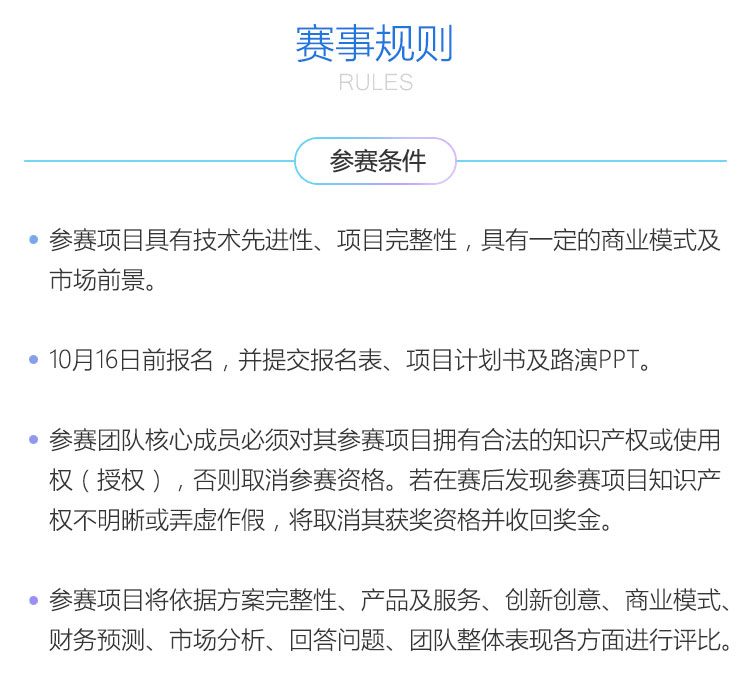 赛事规则
RULES
参赛条件
参赛项目具有技术先进性、项目完整性，具有一定的商业模式及
市场前景。
10月16日前报名，并提交报名表、项目计划书及路演PPT。
参赛团队核心成员必须对其参赛项目拥有合法的知识产权或使用
权（授权），否则取消参赛资格。若在赛后发现参赛项目知识产
权不明晰或弄虚作假，将取消其获奖资格并收回奖金。
参赛项目将依据方案完整性、产品及服务、创新创意、商业模式、
财务预测、市场分析、回答问题、团队整体表现各方面进行评比。